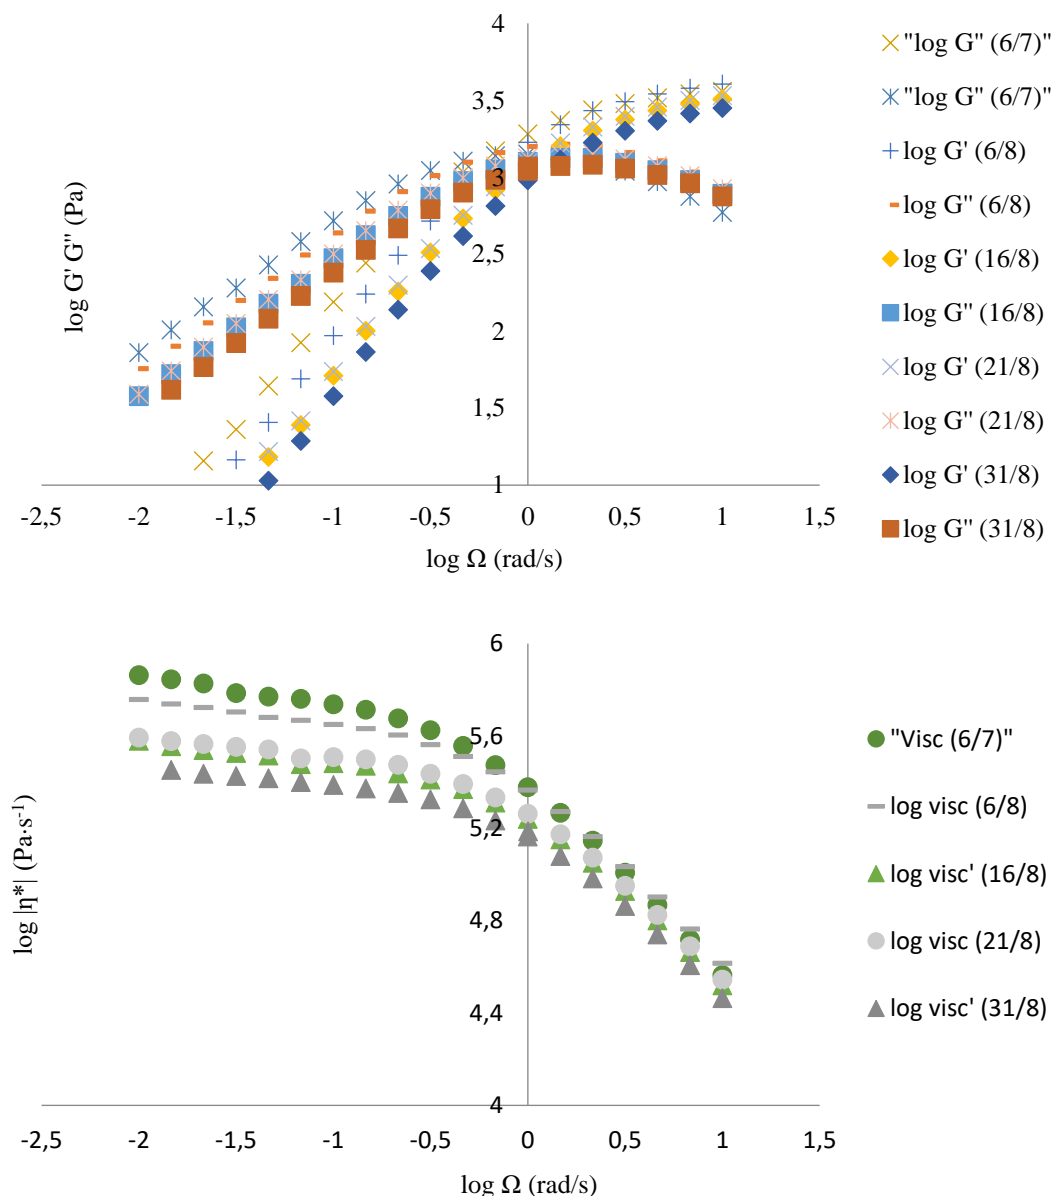 4
3,5
3
2,5
2
1,5
1
-2,5
-2
-1,5
-1
-0,5
0
0,5
1
1,5
log G' G'' (Pa)
log Ω (rad/s)
"log G'' (6/7)"
"log G'' (6/7)"
log G' (6/8)
log G'' (6/8)
log G' (16/8)
log G'' (16/8)
log G' (21/8)
log G'' (21/8)
log G' (31/8)
log G'' (31/8)
6
5,6
5,2
4,8
4,4
4
-2,5
-2
-1,5
-1
-0,5
0
0,5
1
1,5
log |η*| (Pa·s⁻¹)
log Ω (rad/s)
"Visc (6/7)"
log visc (6/8)
log visc' (16/8)
log visc (21/8)
log visc' (31/8)